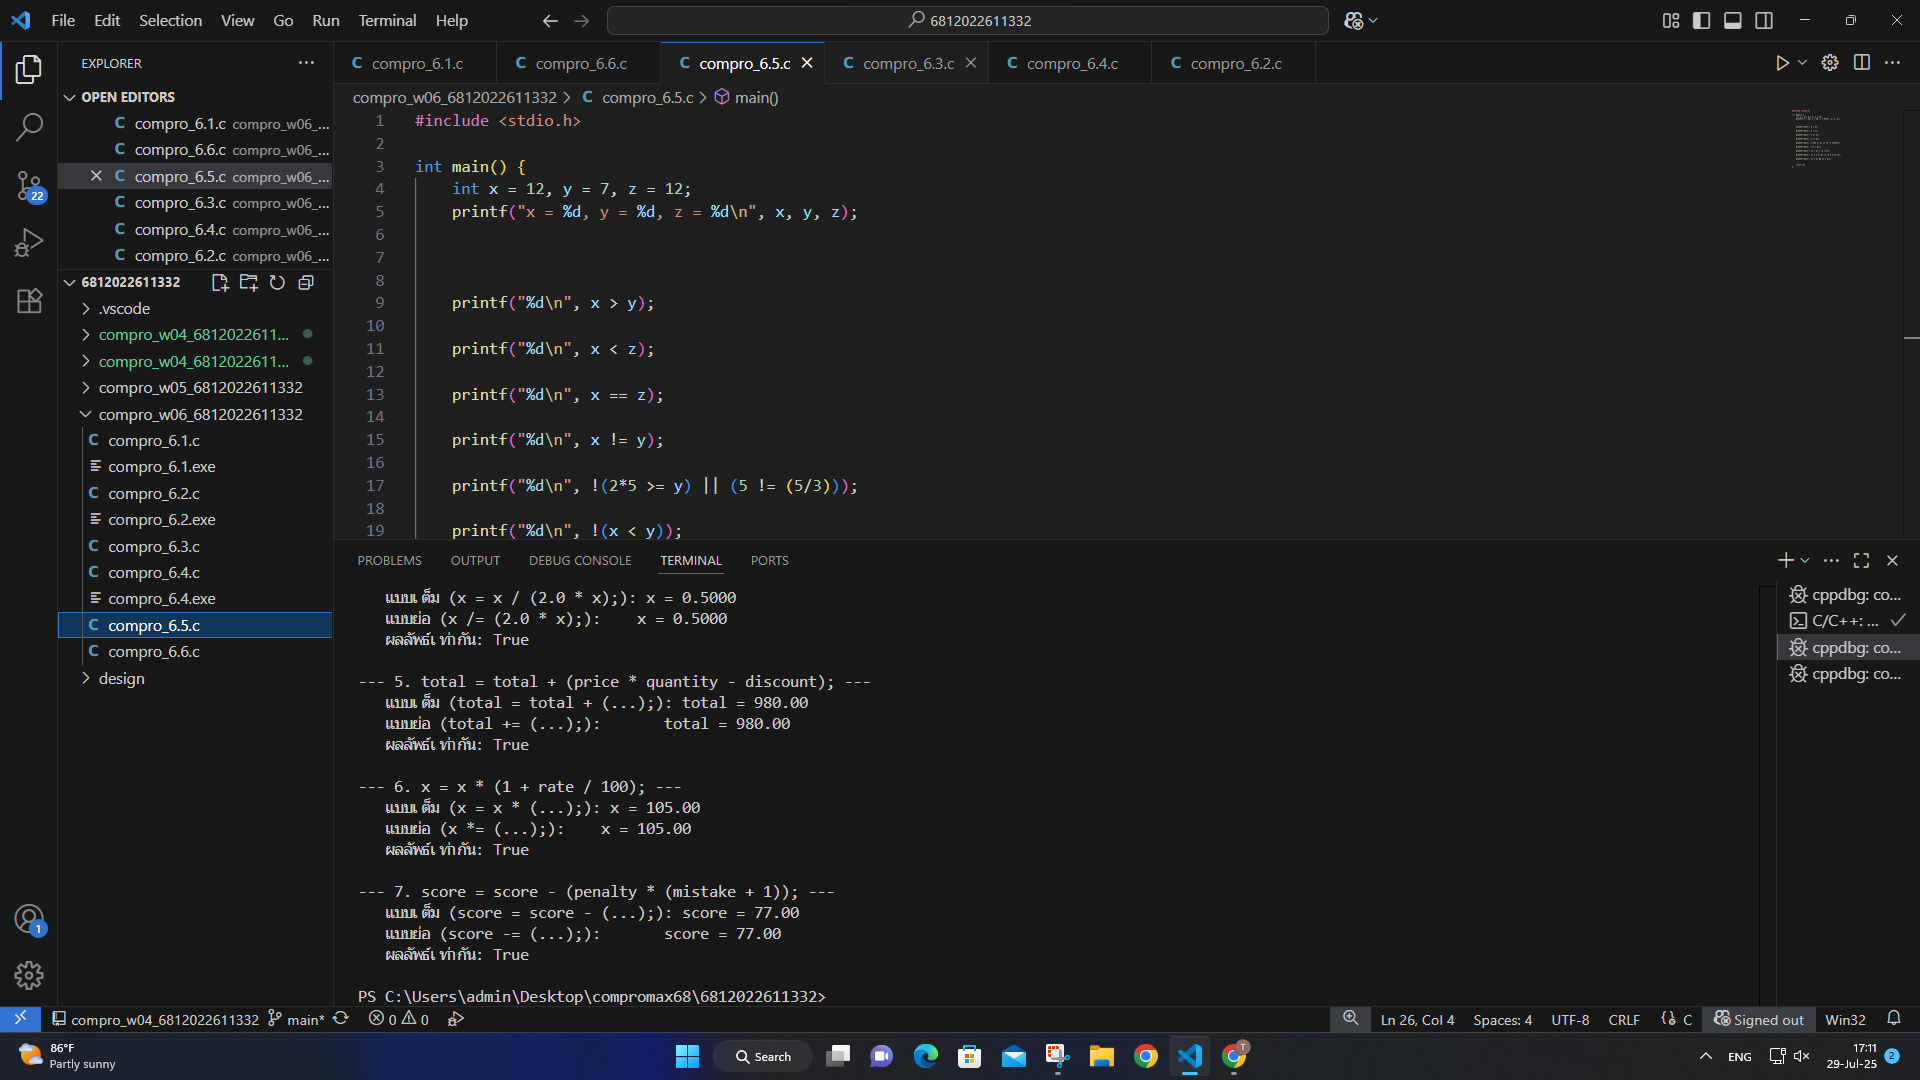 File Edit Selection View Go Run Terminal Help
6812022611332
EXPLORER
OPEN EDITORS
compro_6.1.c compro_w06_...
compro_6.6.c compro_w06_...
compro_6.5.c compro_w06_...
compro_6.3.c compro_w06_...
compro_6.4.c compro_w06_...
compro_6.2.c compro_w06_...
6812022611332
.vscode
compro_w04_6812022611...
compro_w04_6812022611...
compro_w05_6812022611332
compro_w06_6812022611332
C compro_6.1.c
compro_6.1.exe
C compro_6.2.c
compro_6.2.exe
C compro_6.3.c
C compro_6.4.c
compro_6.4.exe
C compro_6.5.c
C compro_6.6.c
design
22
1
C compro_6.1.c C compro_6.6.c C compro_6.5.c C compro_6.3.c C compro_6.4.c C compro_6.2.c
compro_w06_6812022611332 > C compro_6.5.c > main()
1 #include <stdio.h>
2
3 int main() {
4 int x = 12, y = 7, z = 12;
5 printf("x = %d, y = %d, z = %d\n", x, y, z);
6
7
8
9 printf("%d\n", x > y);
10
11 printf("%d\n", x < z);
12
13 printf("%d\n", x == z);
14
15 printf("%d\n", x != y);
16
17 printf("%d\n", !(2*5 >= y) || (5 != (5/3)));
18
19 printf("%d\n", !(x < y));
PROBLEMS OUTPUT DEBUG CONSOLE TERMINAL PORTS
แบบเต็ม (x = x / (2.0 * x);): x = 0.5000
แบบย่อ (x /= (2.0 * x);): x = 0.5000
ผลลัพธ์เท่ากัน: True
--- 5. total = total + (price * quantity - discount); ---
แบบเต็ม (total = total + (...);): total = 980.00
แบบย่อ (total += (...);): total = 980.00
ผลลัพธ์เท่ากัน: True
--- 6. x = x * (1 + rate / 100); ---
แบบเต็ม (x = x * (...);): x = 105.00
แบบย่อ (x *= (...);): x = 105.00
ผลลัพธ์เท่ากัน: True
--- 7. score = score - (penalty * (mistake + 1)); ---
แบบเต็ม (score = score - (...);): score = 77.00
แบบย่อ (score -= (...);): score = 77.00
ผลลัพธ์เท่ากัน: True
PS C:\Users\admin\Desktop\compromax68\6812022611332>
cppdbg: co...
C/C++: ...
cppdbg: co...
cppdbg: co...
compro_w04_6812022611332 main* 0 0
Ln 26, Col 4 Spaces: 4 UTF-8 CRLF C Signed out Win32
86°F
Partly sunny
Search
T
ENG
17:11
29-Jul-25
2